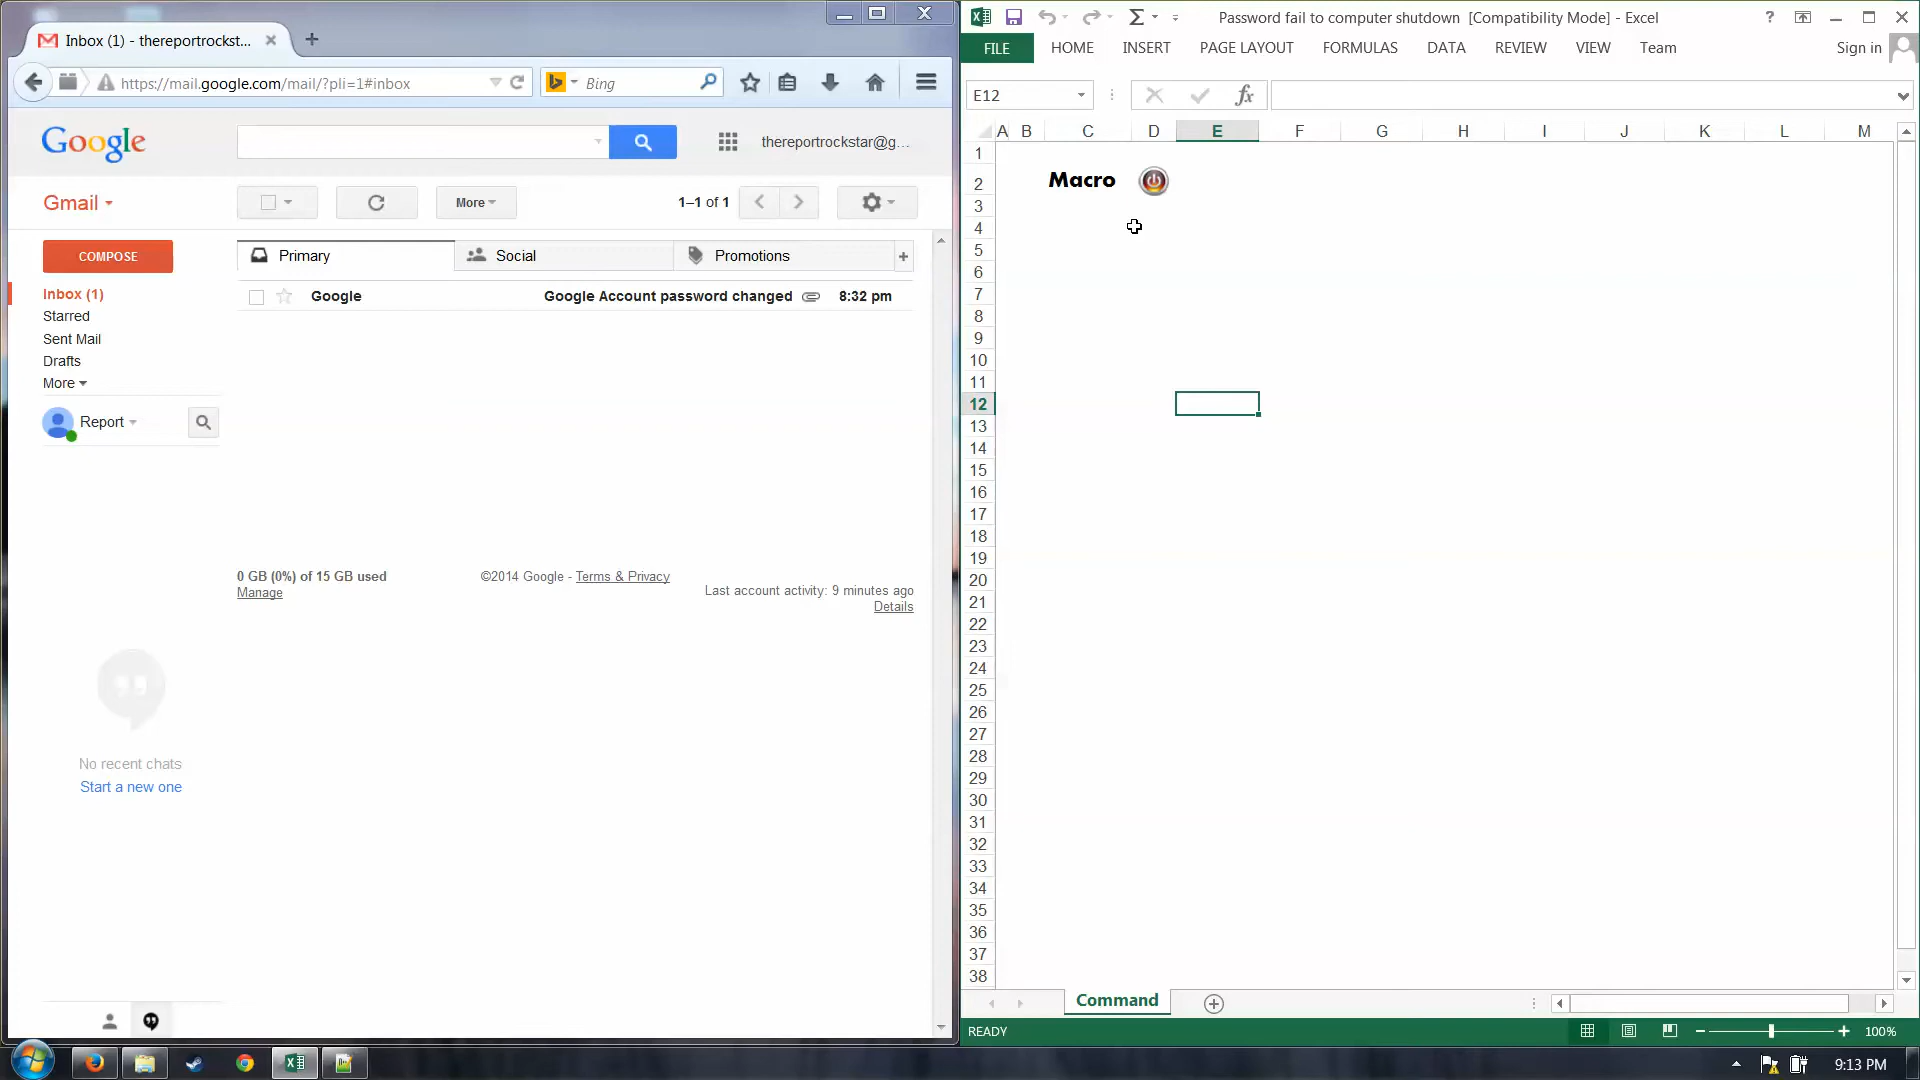 Inbox (1) - thereportrockst...
https://mail.google.com/mail/?pli=1#inbox
Bing
Google
thereportrockstar@g...
Gmail
More
1–1 of 1
COMPOSE
Primary
Social
Promotions
Inbox (1)
Starred
Sent Mail
Drafts
More
Google
Google Account password changed
8:32 pm
Report
0 GB (0%) of 15 GB used
Manage
©2014 Google - Terms & Privacy
Last account activity: 9 minutes ago
Details
No recent chats
Start a new one
Password fail to computer shutdown [Compatibility Mode] - Excel
FILE HOME INSERT PAGE LAYOUT FORMULAS DATA REVIEW VIEW Team
Sign in
E12
fx
A B C D E F G H I J K L M
1
2
3
4
5
6
7
8
9
10
11
12
13
14
15
16
17
18
19
20
21
22
23
24
25
26
27
28
29
30
31
32
33
34
35
36
37
38
Macro
Command
READY
100%
9:13 PM